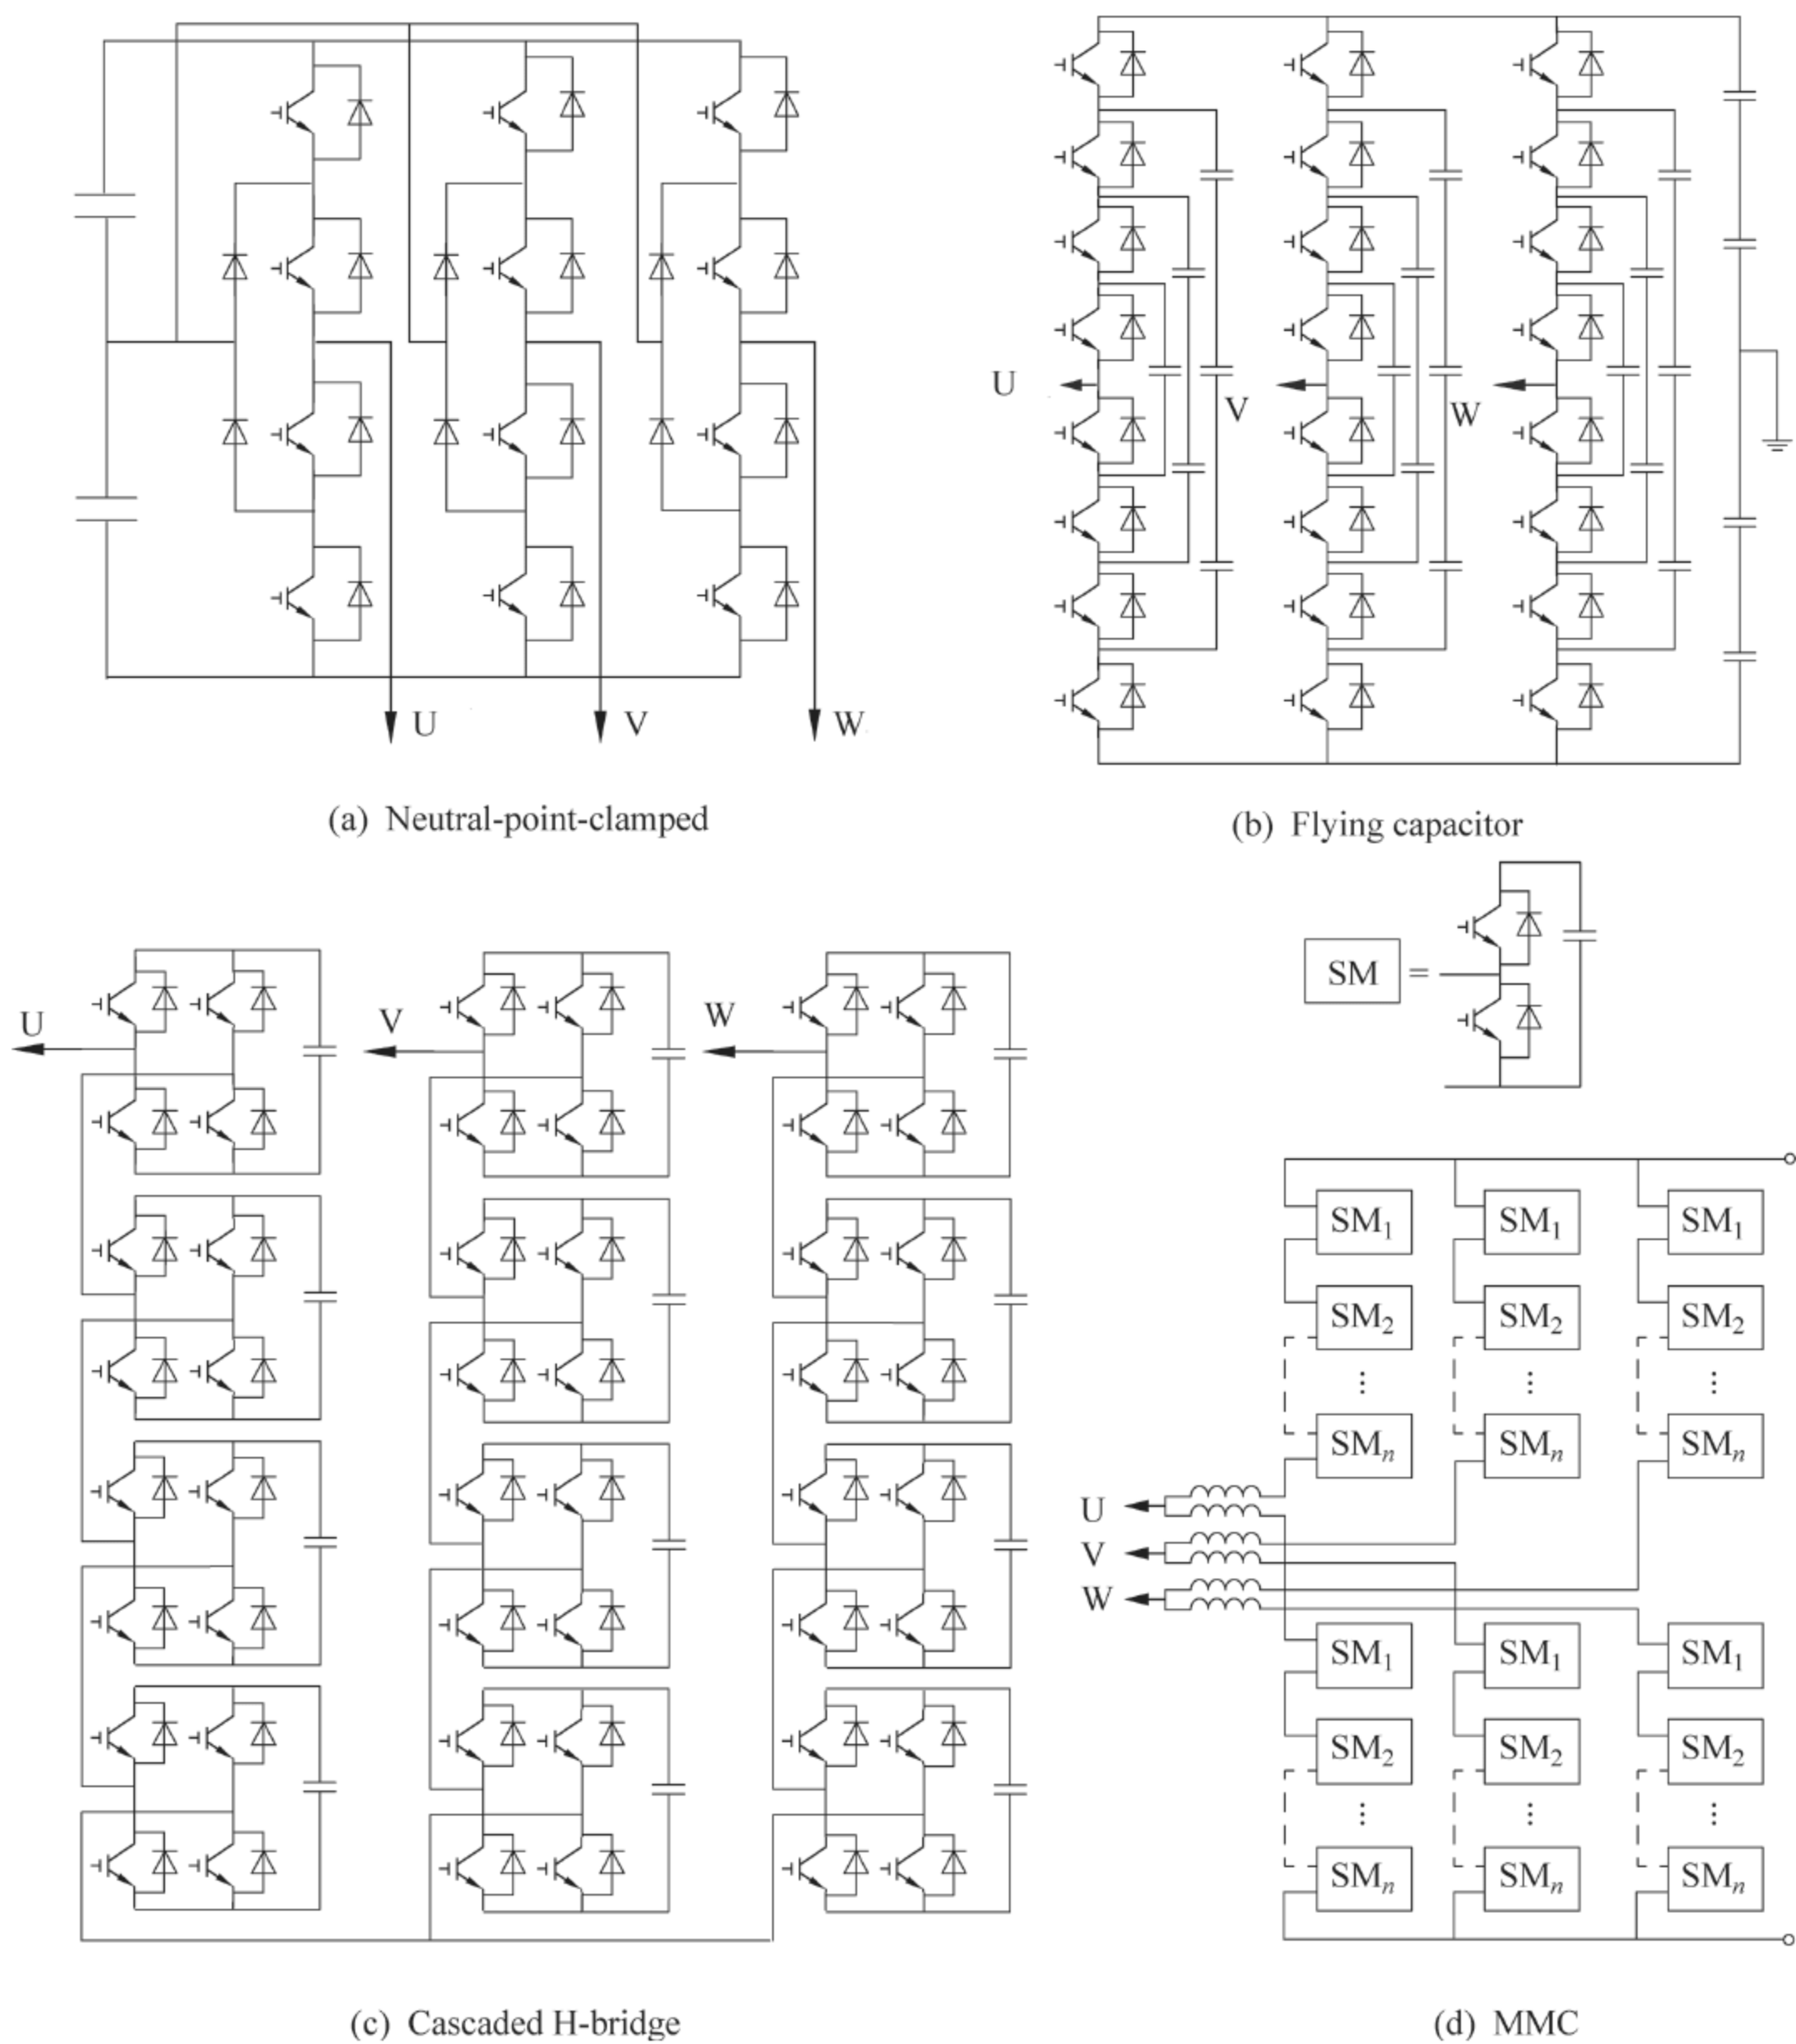 U
V
W
(a) Neutral-point-clamped
U
V
W
(b) Flying capacitor
U
V
W
(c) Cascaded H-bridge
SM =
SM₁ SM₁ SM₁
SM₂ SM₂ SM₂
⋮ ⋮ ⋮
SMₙ SMₙ SMₙ
U
V
W
SM₁ SM₁ SM₁
SM₂ SM₂ SM₂
⋮ ⋮ ⋮
SMₙ SMₙ SMₙ
(d) MMC